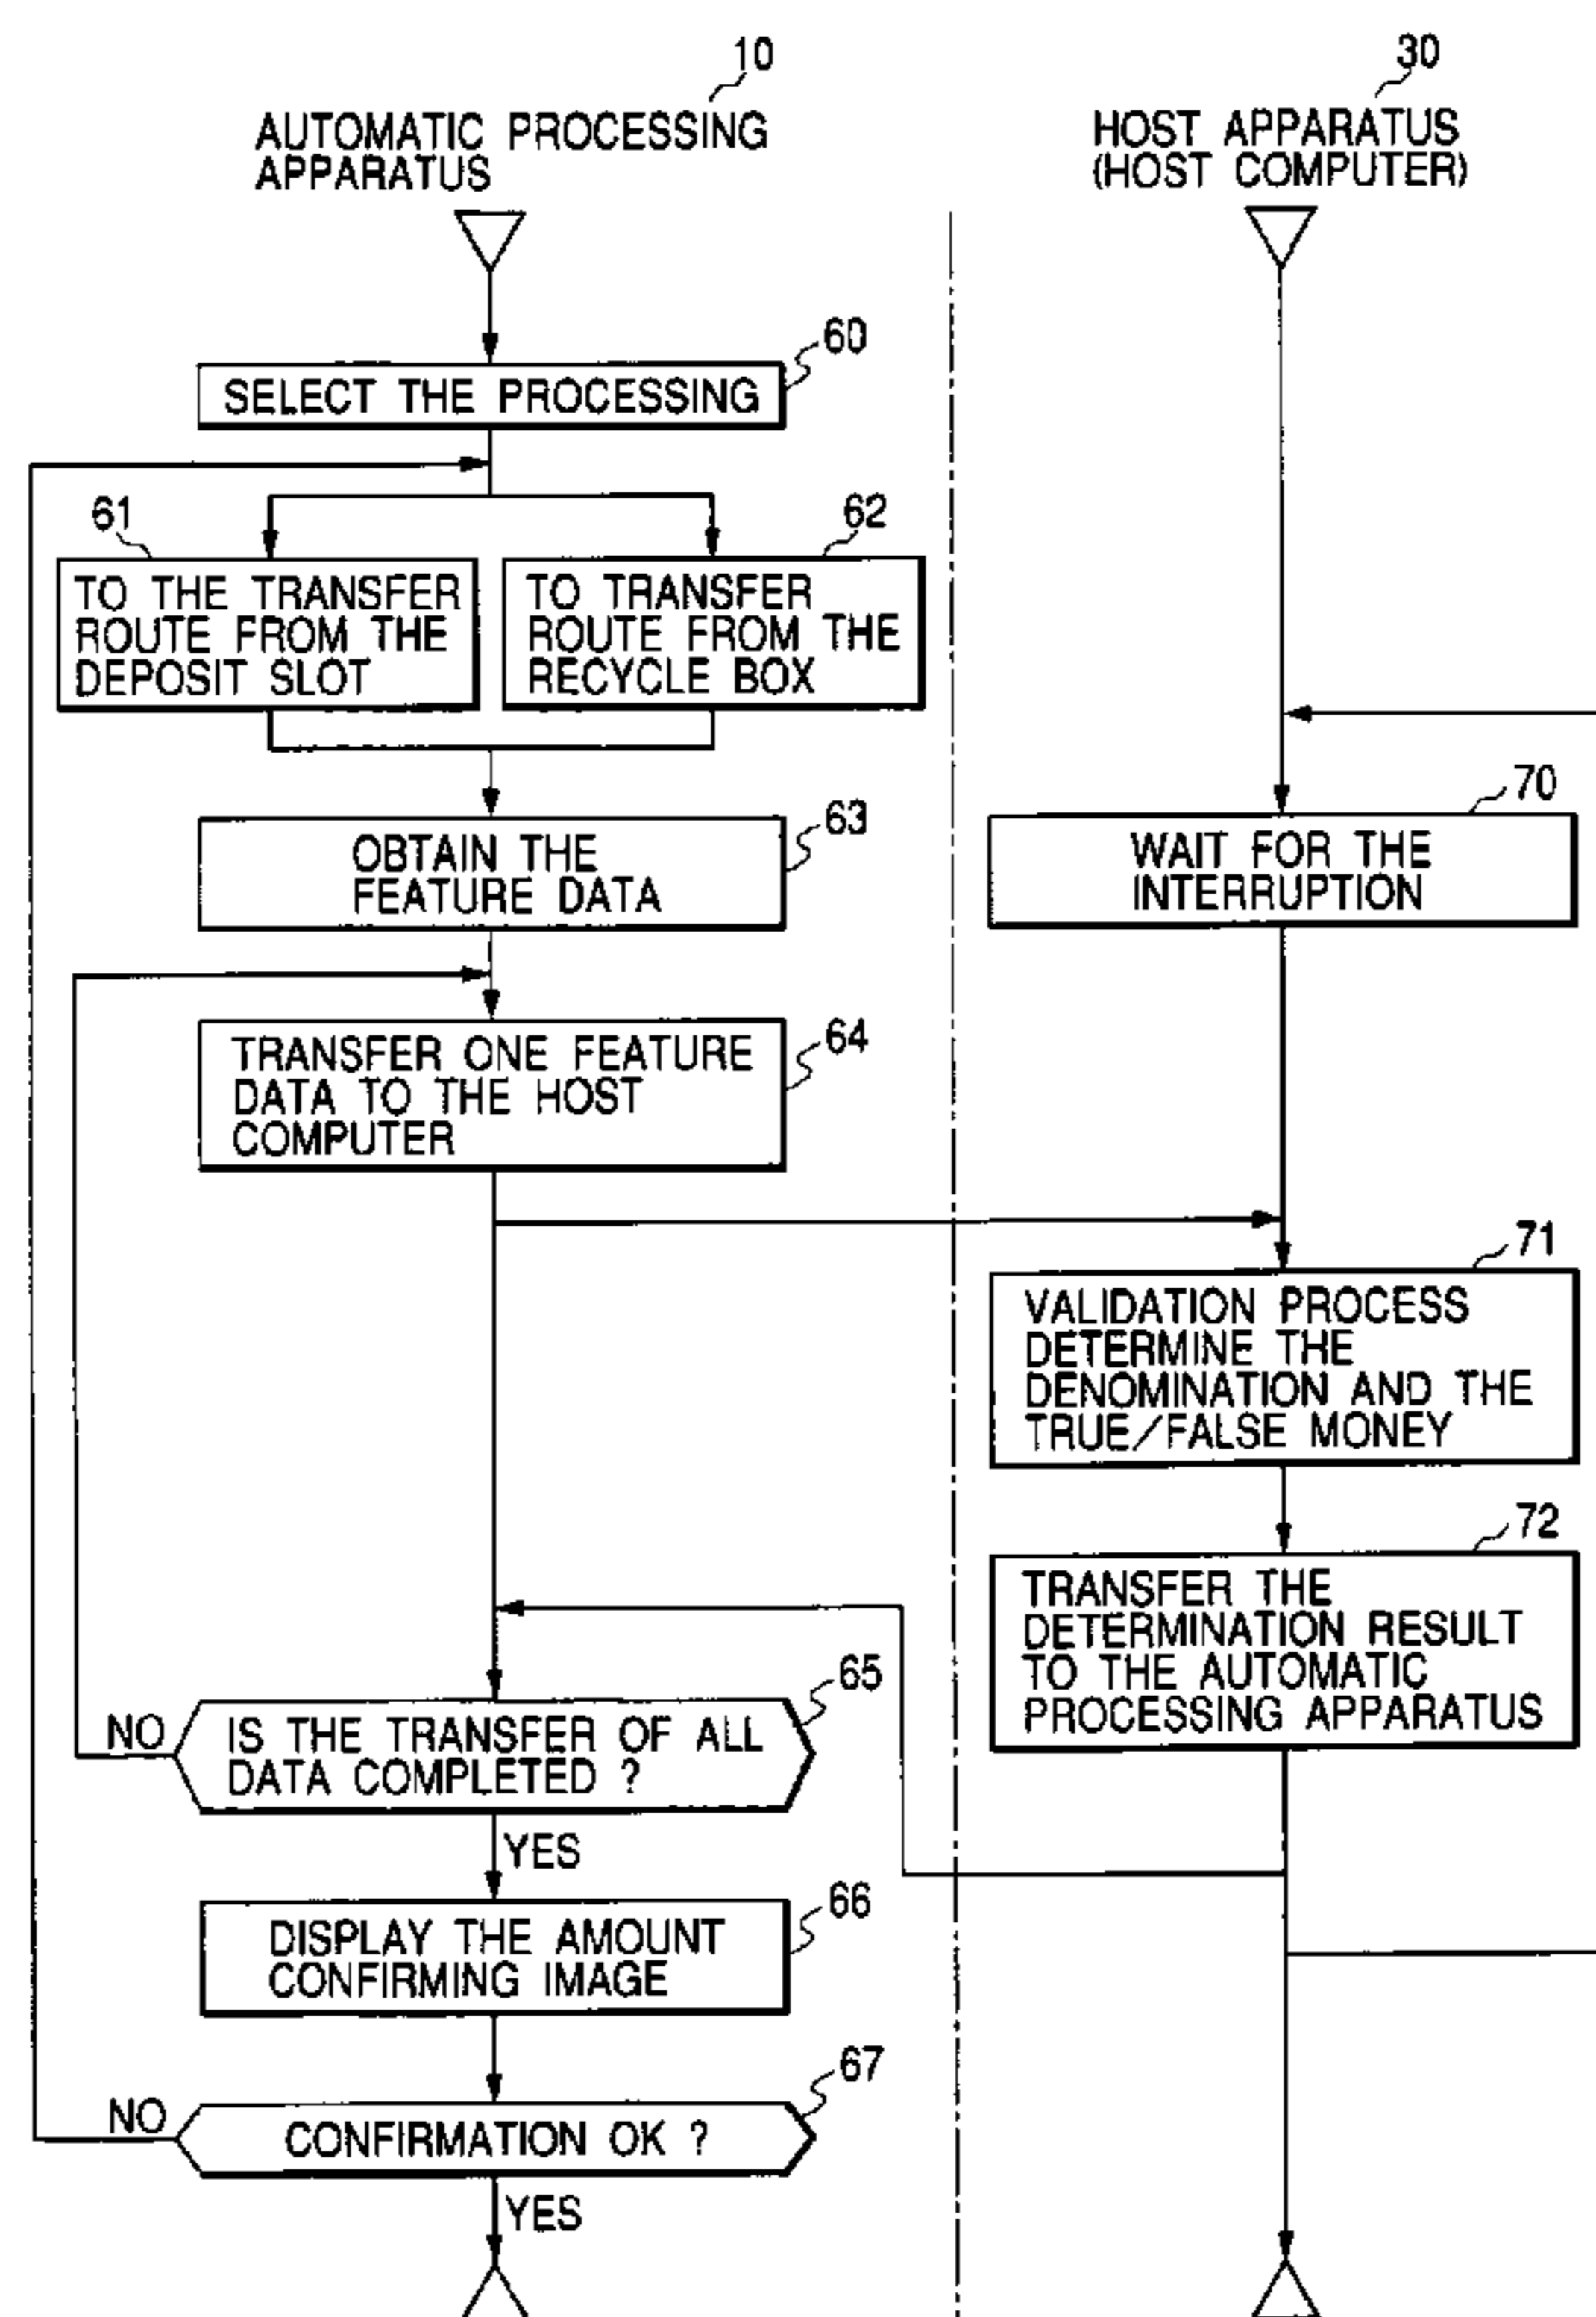 10
AUTOMATIC PROCESSING
APPARATUS
60
SELECT THE PROCESSING
61
TO THE TRANSFER
ROUTE FROM THE
DEPOSIT SLOT
62
TO TRANSFER
ROUTE FROM THE
RECYCLE BOX
63
OBTAIN THE
FEATURE DATA
64
TRANSFER ONE FEATURE
DATA TO THE HOST
COMPUTER
65
IS THE TRANSFER OF ALL
DATA COMPLETED ?
NO
YES
66
DISPLAY THE AMOUNT
CONFIRMING IMAGE
67
CONFIRMATION OK ?
NO
YES
30
HOST APPARATUS
(HOST COMPUTER)
70
WAIT FOR THE
INTERRUPTION
71
VALIDATION PROCESS
DETERMINE THE
DENOMINATION AND THE
TRUE/FALSE MONEY
72
TRANSFER THE
DETERMINATION RESULT
TO THE AUTOMATIC
PROCESSING APPARATUS